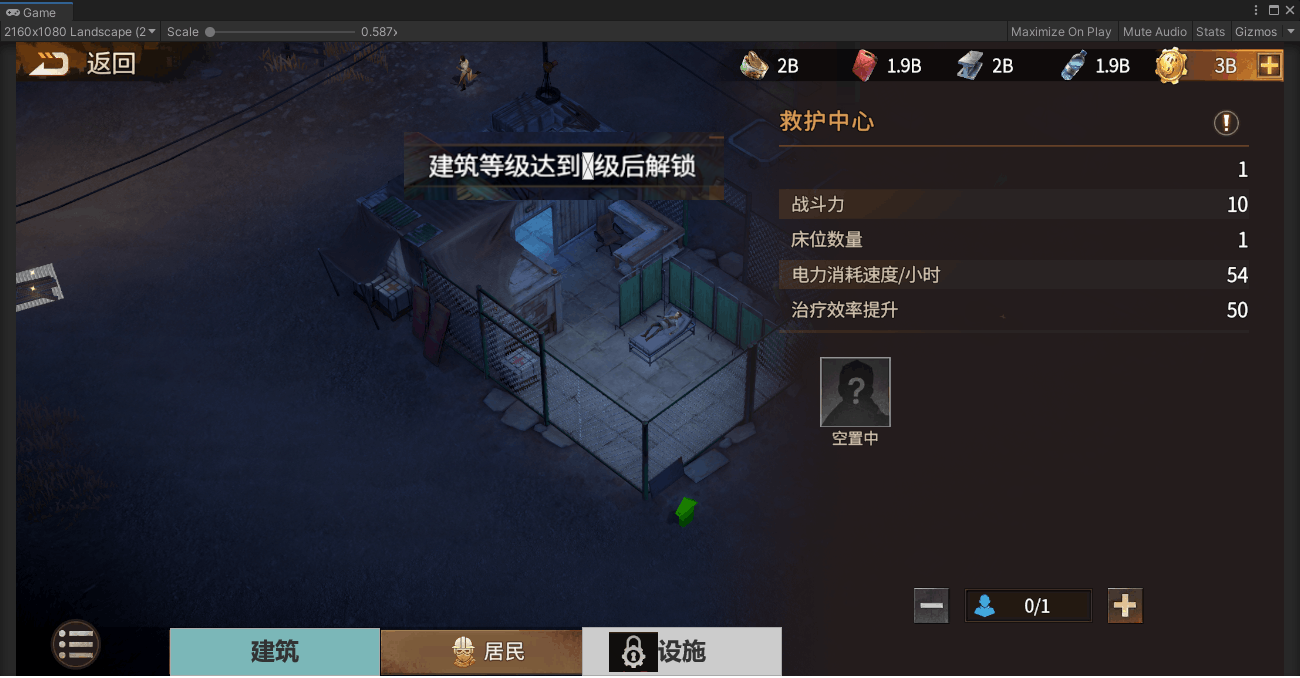 Game
2160x1080 Landscape (2 Scale 0.587x Maximize On Play Mute Audio Stats Gizmos
返回 2B 1.9B 2B 1.9B 3B
救护中心
建筑等级达到级后解锁
1
战斗力 10
床位数量 1
电力消耗速度/小时 54
治疗效率提升 50
?
空置中
0/1
建筑 居民 设施